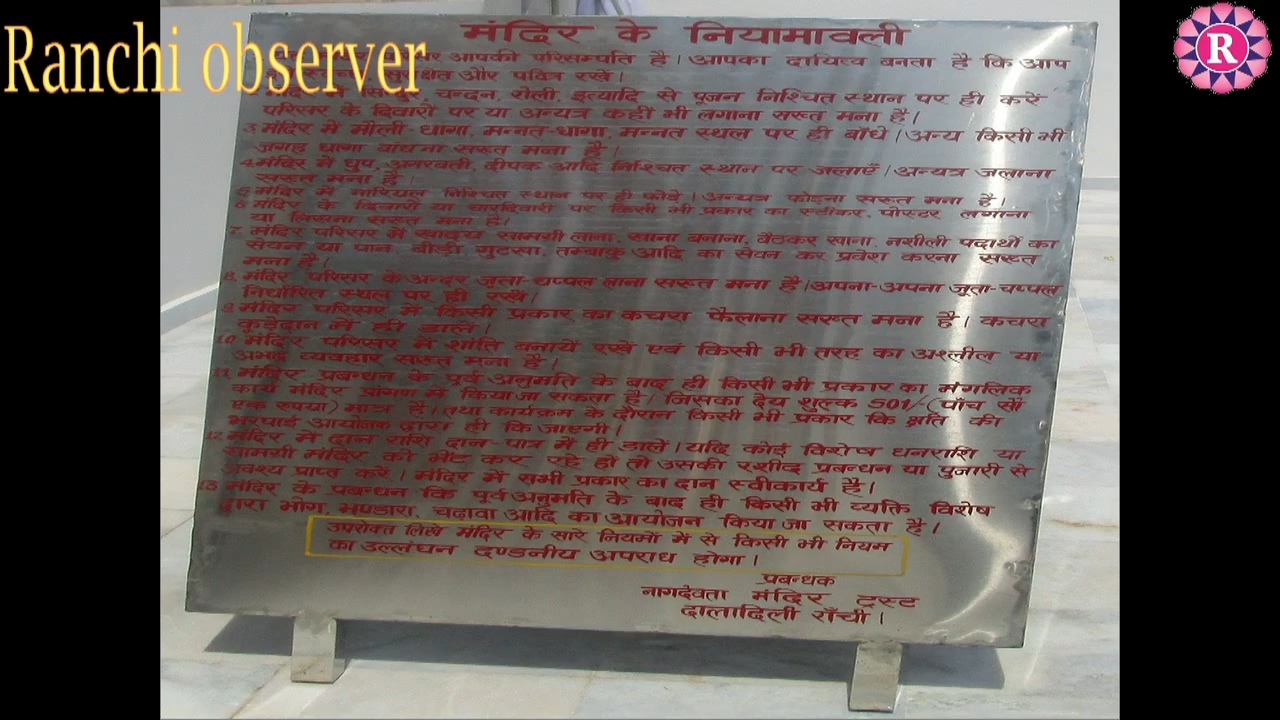 Ranchi observer
R
मंदिर के नियामावली
आपकी परिसम्पति है। आपका दायित्व बनता है कि आप
और पवित्र रखें।
चन्दन, रोली, इत्यादि से पूजन निश्चित स्थान पर ही करें
परिसर के दिवारो पर या अन्यत्र कहीं भी लगाना सख्त मना है।
3. मंदिर में मौली-धागा, मन्नत-धागा, मन्नत स्थल पर ही बाँधे। अन्य किसी भी
जगह धागा बांधना सख्त मना है।
4. मंदिर में धुप, अगरवती, दीपक आदि निश्चित स्थान पर जलाएँ। अन्यत्र जलाना
सख्त मना है।
5. मंदिर में नारियल निश्चित स्थान पर ही फोडे। अन्यत्र फोड़ना सख्त मना है।
6. मंदिर के दिवारो या चारदिवारी पर किसी भी प्रकार का स्टीकर, पोस्टर लगाना
या लिखना सख्त मना है।
7. मंदिर परिसर में खाद्य सामग्री लाना, खाना बनाना, बैठकर खाना, नशीली पदार्थो का
सेवन या पान, बीड़ी, गुटखा, तम्बाकु आदि का सेवन कर प्रवेश करना सख्त
मना है।
8. मंदिर परिसर के अन्दर जुता-चप्पल लाना सख्त मना है। अपना-अपना जूता-चप्पल
निर्धारित स्थल पर ही रखें।
9. मंदिर परिसर में किसी प्रकार का कचरा फैलाना सख्त मना है। कचरा
कुड़ेदान में ही डालें।
10. मंदिर परिसर में शांति बनायें रखें एवं किसी भी तरह का अश्लील या
अभद्र व्यवहार सख्त मना है।
11. मंदिर प्रबन्धन के पूर्व अनुमति के बाद ही किसी भी प्रकार का मंगलिक
कार्य मंदिर प्रांगण में किया जा सकता है। जिसका देय शुल्क 501/-(पाँच सौ
एक रुपया) मात्र है। तथा कार्यक्रम के दौरान किसी भी प्रकार कि क्षति की
भरपाई आयोजक द्वारा ही कि जाएगी।
12. मंदिर में दान राशि दान-पात्र में ही डालें। यदि कोई विशेष धनराशि या
सामग्री मंदिर को भेंट कर रहे हों तो उसकी रशीद प्रबन्धन या पुजारी से
अवश्य प्राप्त करें। मंदिर में सभी प्रकार का दान स्वीकार्य है।
13. मंदिर के प्रबन्धन कि पूर्व अनुमति के बाद ही किसी भी व्यक्ति विशेष
द्वारा भोग, भण्डारा, चढ़ावा आदि का आयोजन किया जा सकता है।
उपरोक्त लिखे मंदिर के सारे नियमो में से किसी भी नियम
का उल्लंघन दण्डनीय अपराध होगा।
प्रबन्धक
नागदेवता मंदिर ट्रस्ट
दालादिली राँची।